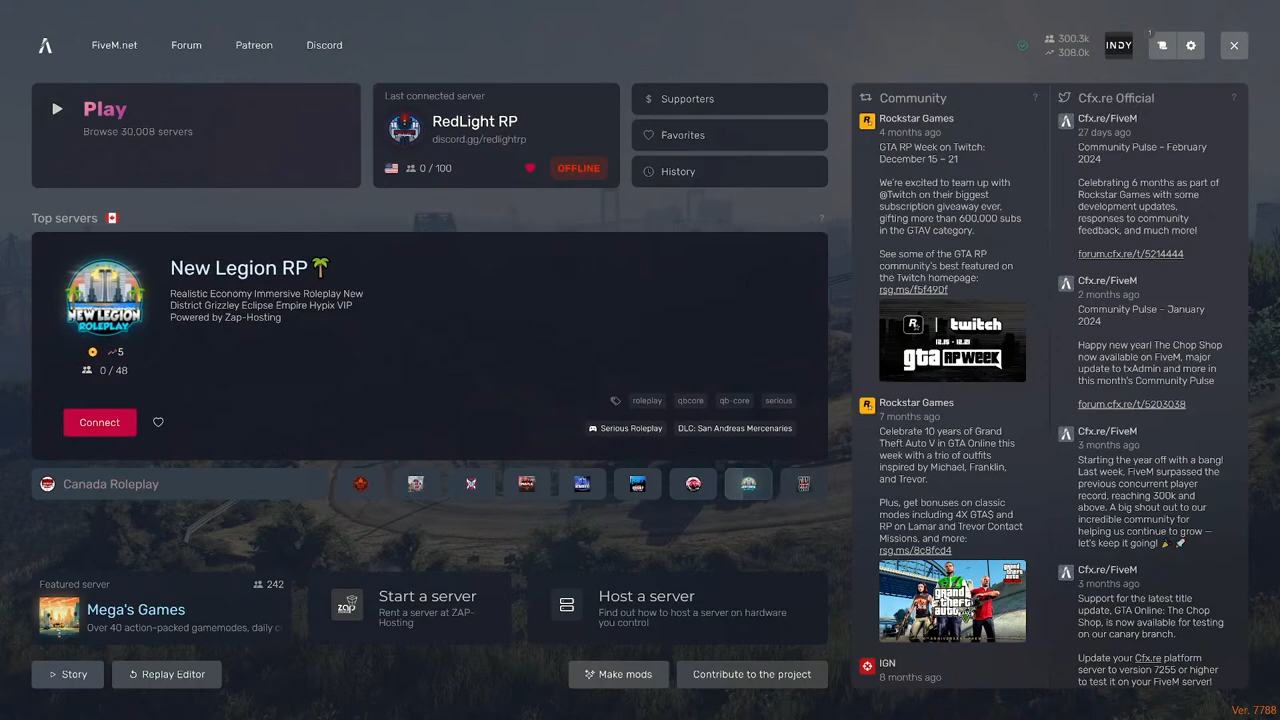 FiveM.net
Forum
Patreon
Discord
300.3k
308.0k
INDY
1
Play
Browse 30,008 servers
Last connected server
RedLight RP
discord.gg/redlightrp
0 / 100
OFFLINE
$ Supporters
Favorites
History
Top servers
?
New Legion RP
Realistic Economy Immersive Roleplay New
District Grizzley Eclipse Empire Hypix VIP
Powered by Zap-Hosting
NEW LEGION
ROLEPLAY
5
0 / 48
Connect
roleplay
qbcore
qb-core
serious
Serious Roleplay
DLC: San Andreas Mercenaries
Canada Roleplay
Featured server
242
Mega's Games
Over 40 action-packed gamemodes, daily c
ZAP
Start a server
Rent a server at ZAP-
Hosting
Host a server
Find out how to host a server on hardware
you control
Story
Replay Editor
Make mods
Contribute to the project
Community
?
Rockstar Games
4 months ago
GTA RP Week on Twitch:
December 15 – 21
We're excited to team up with
@Twitch on their biggest
subscription giveaway ever,
gifting more than 600,000 subs
in the GTAV category.
See some of the GTA RP
community's best featured on
the Twitch homepage:
rsg.ms/f5f490f
R twitch
12.15 - 12.21
gta RP WEEK
Rockstar Games
7 months ago
Celebrate 10 years of Grand
Theft Auto V in GTA Online this
week with a trio of outfits
inspired by Michael, Franklin,
and Trevor.
Plus, get bonuses on classic
modes including 4X GTA$ and
RP on Lamar and Trevor Contact
Missions, and more:
rsg.ms/8c8fcd4
grand
theft
auto
IGN
8 months ago
Cfx.re Official
?
Cfx.re/FiveM
27 days ago
Community Pulse – February
2024
Celebrating 6 months as part of
Rockstar Games with some
development updates,
responses to community
feedback, and much more!
forum.cfx.re/t/5214444
Cfx.re/FiveM
2 months ago
Community Pulse – January
2024
Happy new year! The Chop Shop
now available on FiveM, major
update to txAdmin and more in
this month's Community Pulse
forum.cfx.re/t/5203038
Cfx.re/FiveM
3 months ago
Starting the year off with a bang!
Last week, FiveM surpassed the
previous concurrent player
record, reaching 300k and
above. A big shout out to our
incredible community for
helping us continue to grow —
let's keep it going!
Cfx.re/FiveM
3 months ago
Support for the latest title
update, GTA Online: The Chop
Shop, is now available for testing
on our canary branch.
Update your Cfx.re platform
server to version 7255 or higher
to test it on your FiveM server!
Ver. 7788